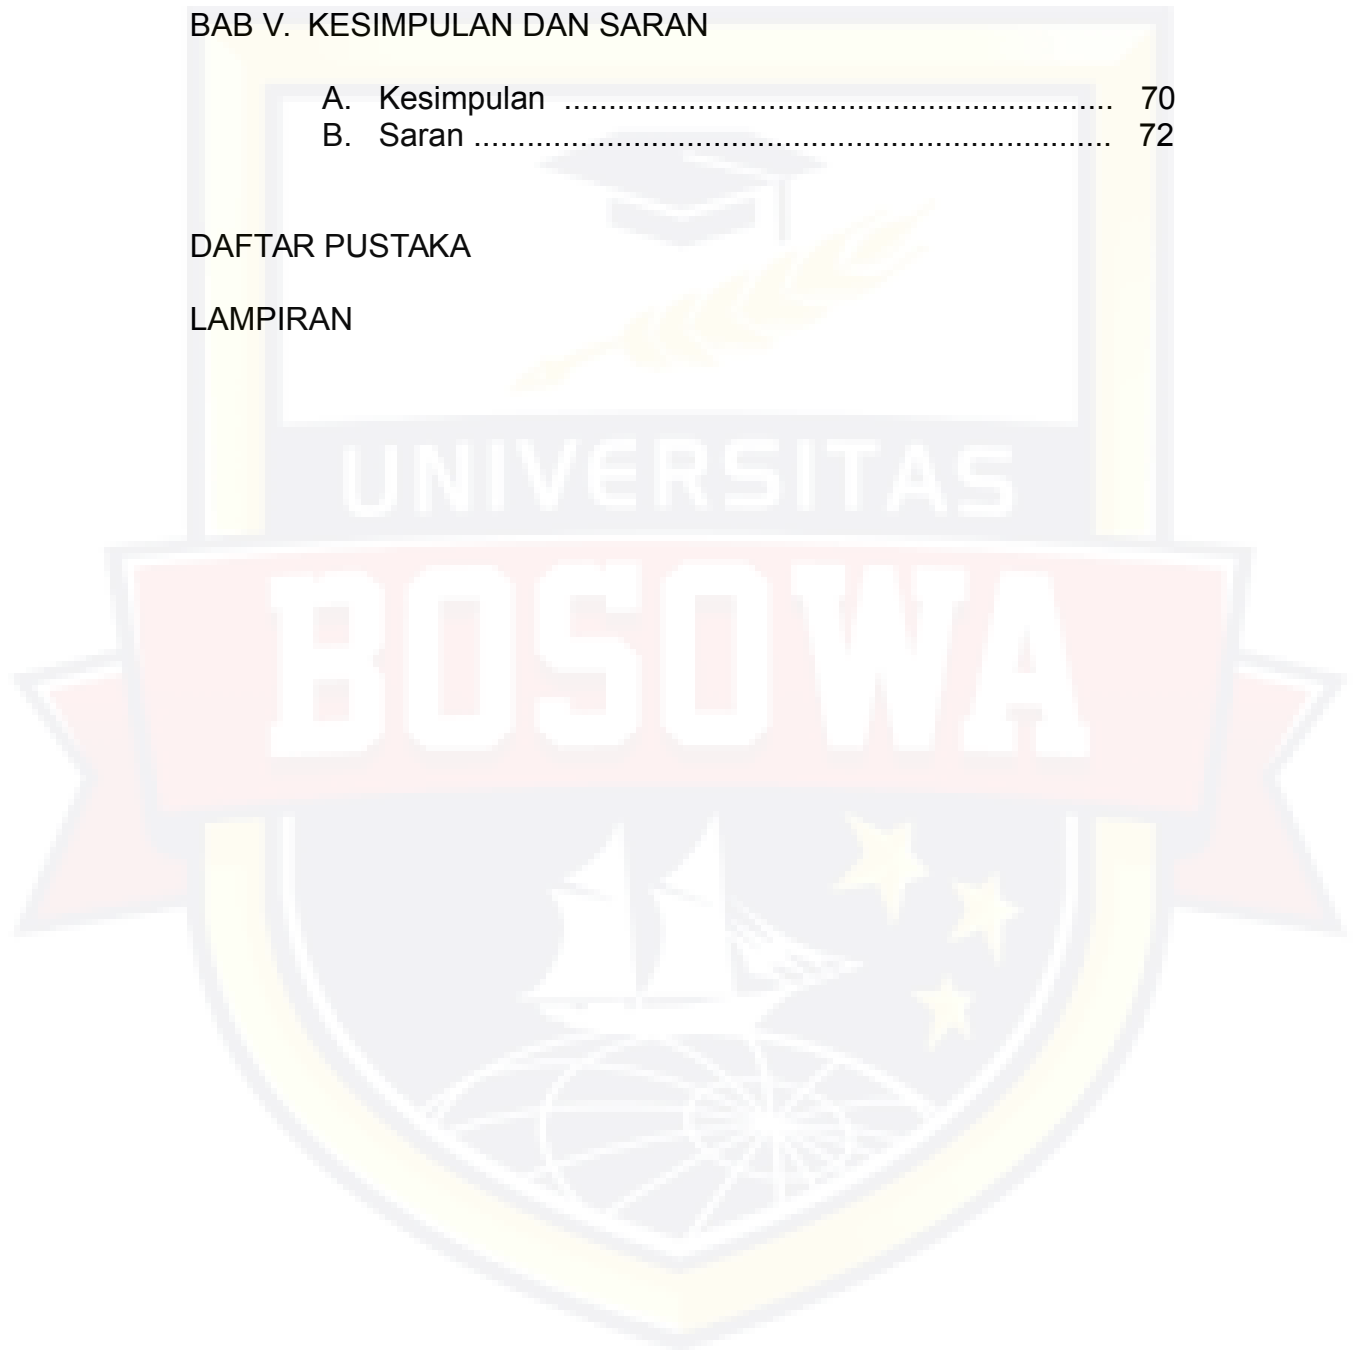 BAB V. KESIMPULAN DAN SARAN
A. Kesimpulan .............................................................. 70
B. Saran ........................................................................ 72
DAFTAR PUSTAKA
LAMPIRAN
UNIVERSITAS
BOSOWA